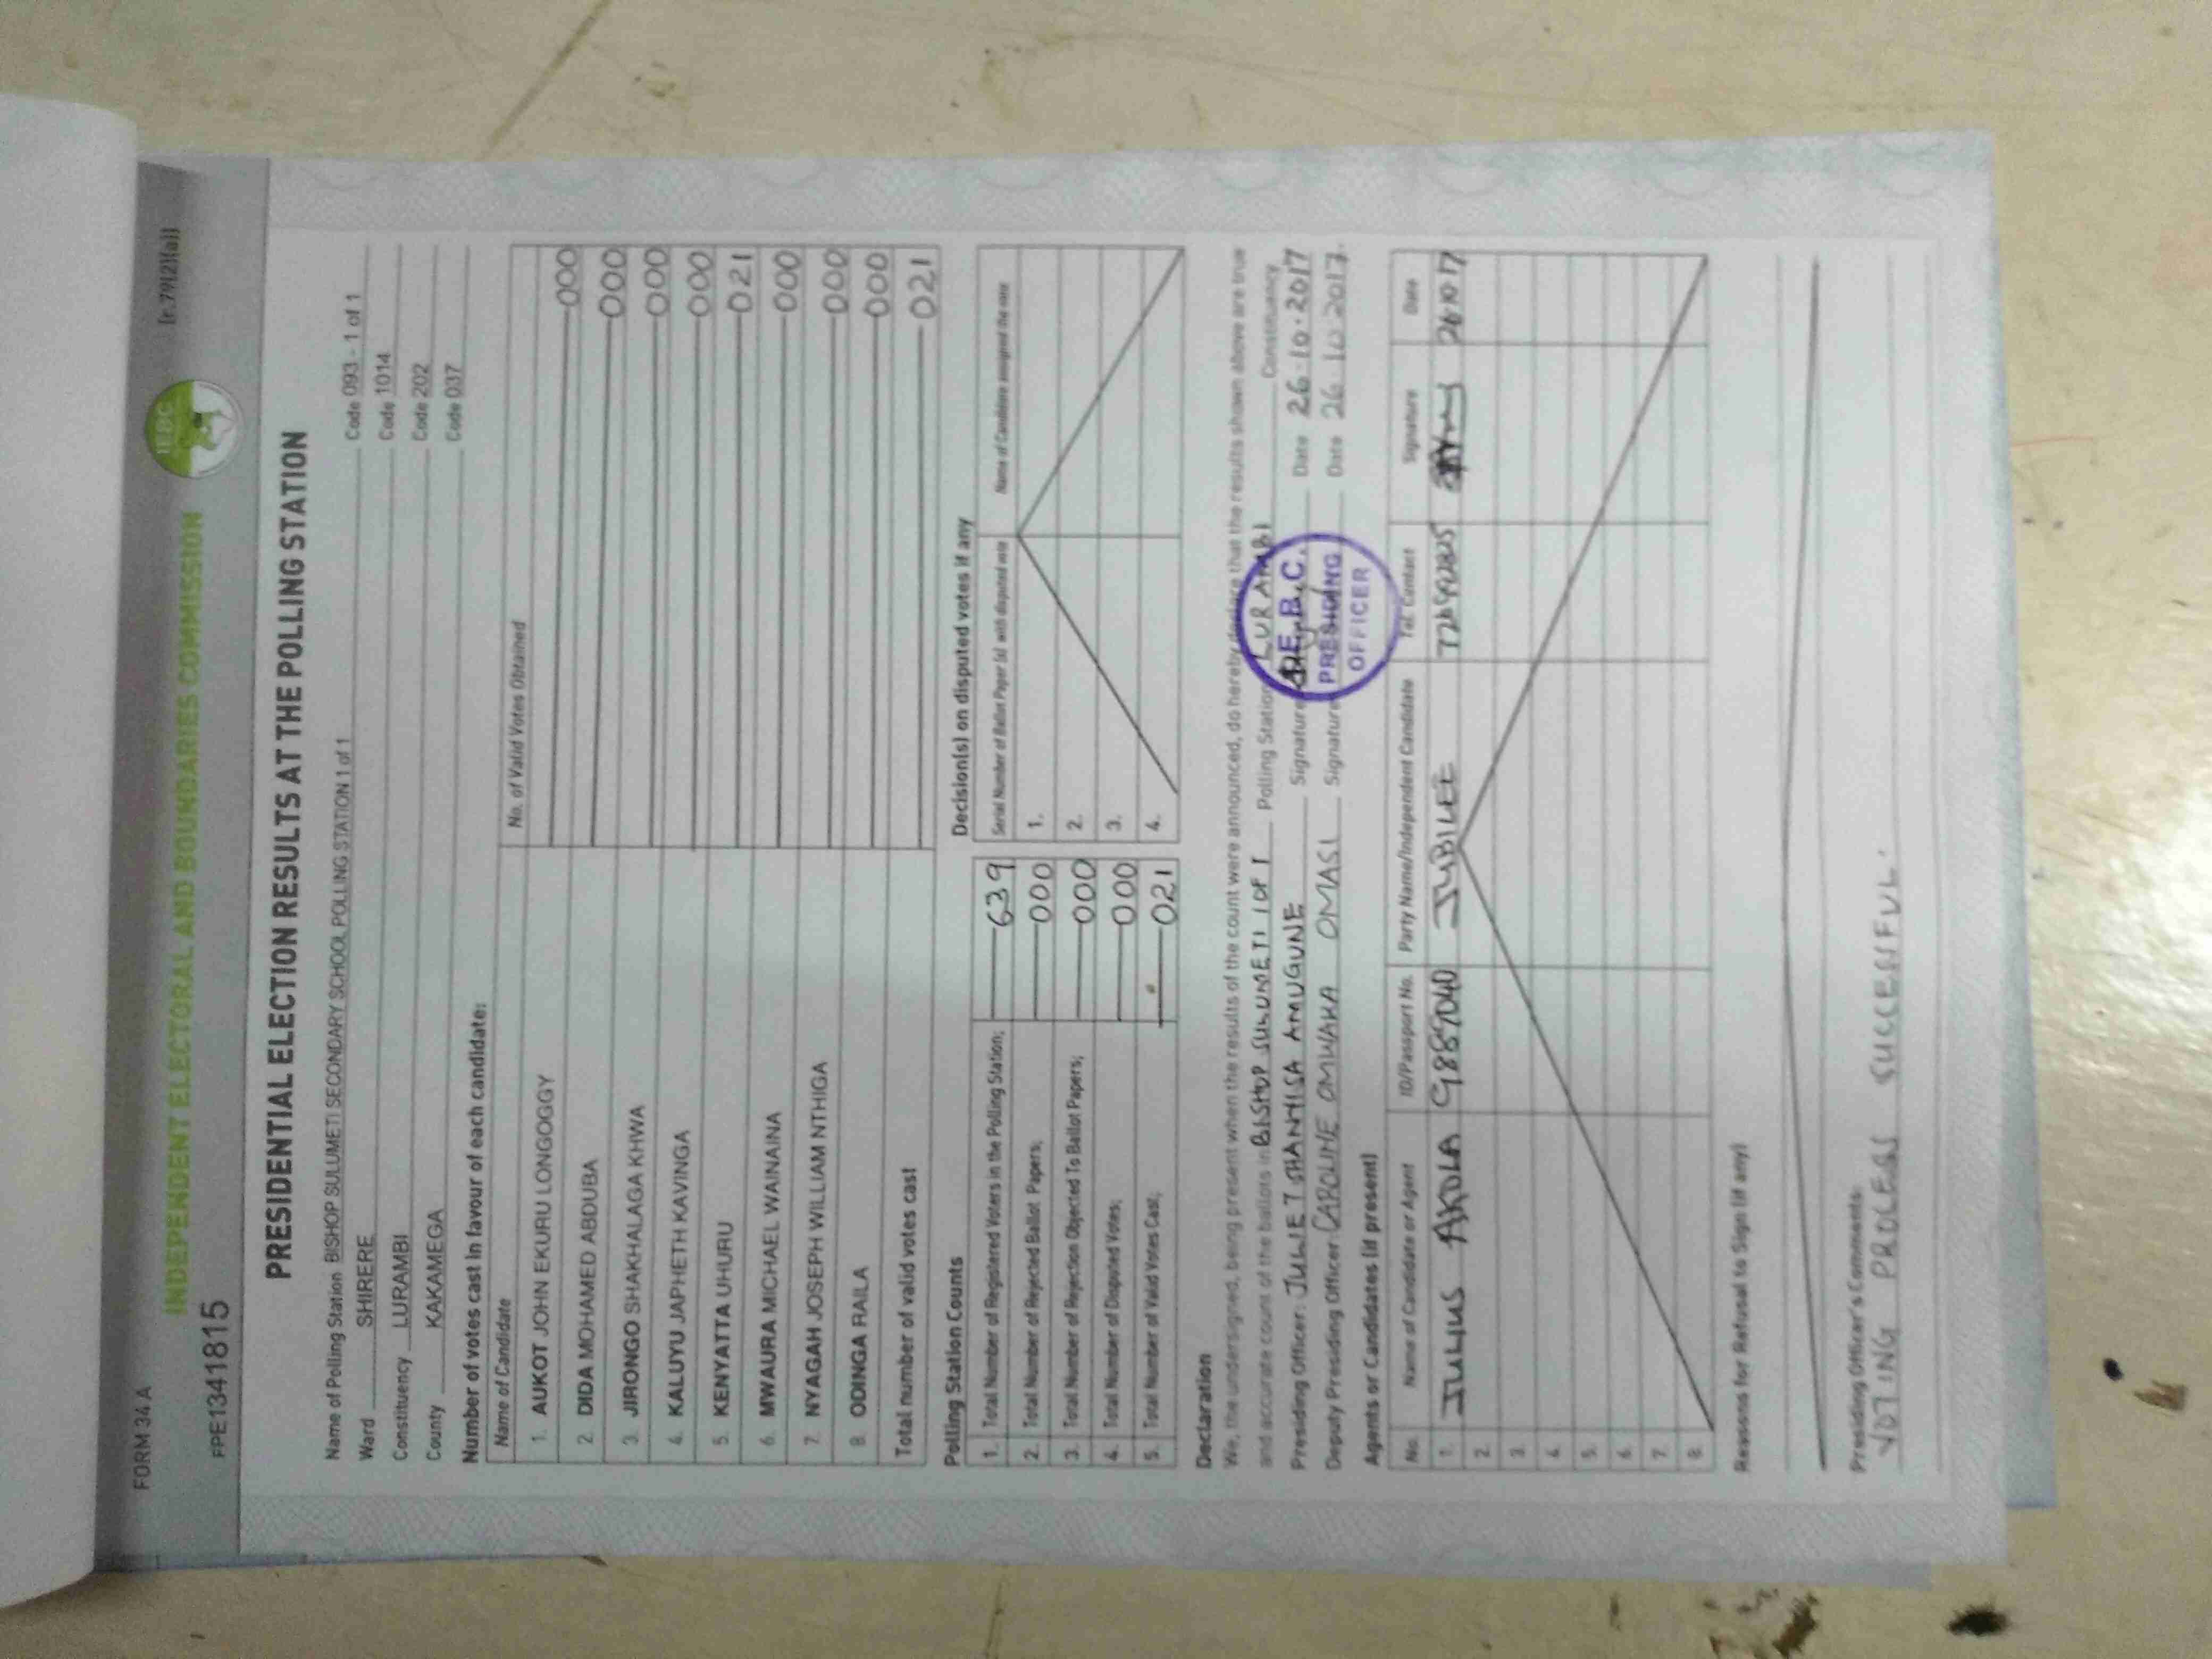 FORM 34 A
[r.79(2)(a)]
INDEPENDENT ELECTORAL AND BOUNDARIES COMMISSION
IEBC
FPE1341815
PRESIDENTIAL ELECTION RESULTS AT THE POLLING STATION
Name of Polling Station BISHOP SULUMETI SECONDARY SCHOOL POLLING STATION 1 of 1 Code 093 - 1 of 1
Ward SHIRERE Code 1014
Constituency LURAMBI Code 202
County KAKAMEGA Code 037
Number of votes cast in favour of each candidate:
Name of Candidate No. of Valid Votes Obtained
1. AUKOT JOHN EKURU LONGOGGY 000
2 DIDA MOHAMED ABDUBA 000
3. JIRONGO SHAKHALAGA KHWA 000
4. KALUYU JAPHETH KAVINGA 000
5. KENYATTA UHURU 021
6. MWAURA MICHAEL WAINAINA 000
7. NYAGAH JOSEPH WILLIAM NTHIGA 000
8 ODINGA RAILA 000
Total number of valid votes cast 021
Polling Station Counts
1. Total Number of Registered Voters in the Polling Station; 639
2. Total Number of Rejected Ballot Papers; 000
3. Total Number of Rejection Objected To Ballot Papers; 000
4. Total Number of Disputed Votes; 000
5. Total Number of Valid Votes Cast; 021
Decision(s) on disputed votes if any
Serial Number of Ballot Paper (s) with disputed vote Name of Candidate assigned the vote
1.
2.
3.
4.
Declaration
We, the undersigned, being present when the results of the count were announced, do hereby declare that the results shown above are true
and accurate count of the ballots in BISHOP SULUMETI 1 OF 1 Polling Station LURAMBI Constituency
Presiding Officer: JULIET Signature Date 26·10·2017
Deputy Presiding Officer: CAROLINE OMWAKA OMASI Signature Date 26 10 2017.
I.E.B.C.
PRESIDING
OFFICER
Agents or Candidates (if present)
No. Name of Candidate or Agent ID/Passport No. Party Name/Independent Candidate Tel. Contact Signature Date
1. JULIUS AKOLA JUBILEE
2.
3.
4.
5.
6.
7.
8.
Reasons for Refusal to Sign (if any)
Presiding Officer's Comments:
VOTING PROCESS SUCCESSFUL.